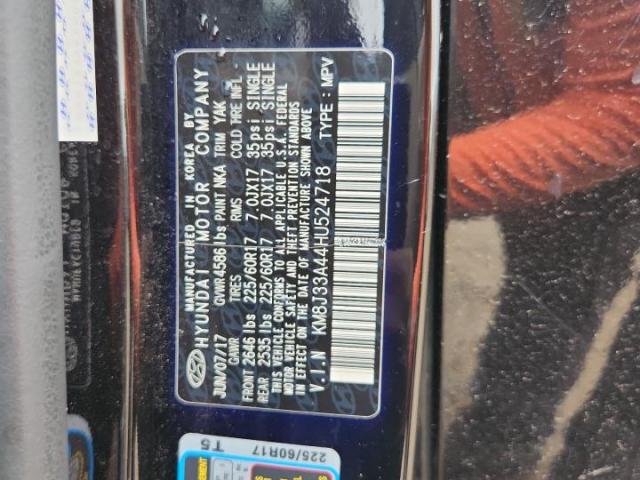 MANUFACTURED IN KOREA BY
HYUNDAI MOTOR COMPANY
JUN/07/17 GVWR 4586 lbs PAINT NKA TRIM YAK
GAWR TIRES RIMS COLD TIRE INFL.
FRONT 2646 lbs 225/60R17 7.0JX17 35psi SINGLE
REAR 2535 lbs 225/60R17 7.0JX17 35psi SINGLE
THIS VEHICLE CONFORMS TO ALL APPLICABLE U.S.A. FEDERAL
MOTOR VEHICLE SAFETY AND THEFT PREVENTION STANDARDS
IN EFFECT ON THE DATE OF MANUFACTURE SHOWN ABOVE
V.I.N KM8J33A44HU524718 TYPE : MPV
225/60R17
T5